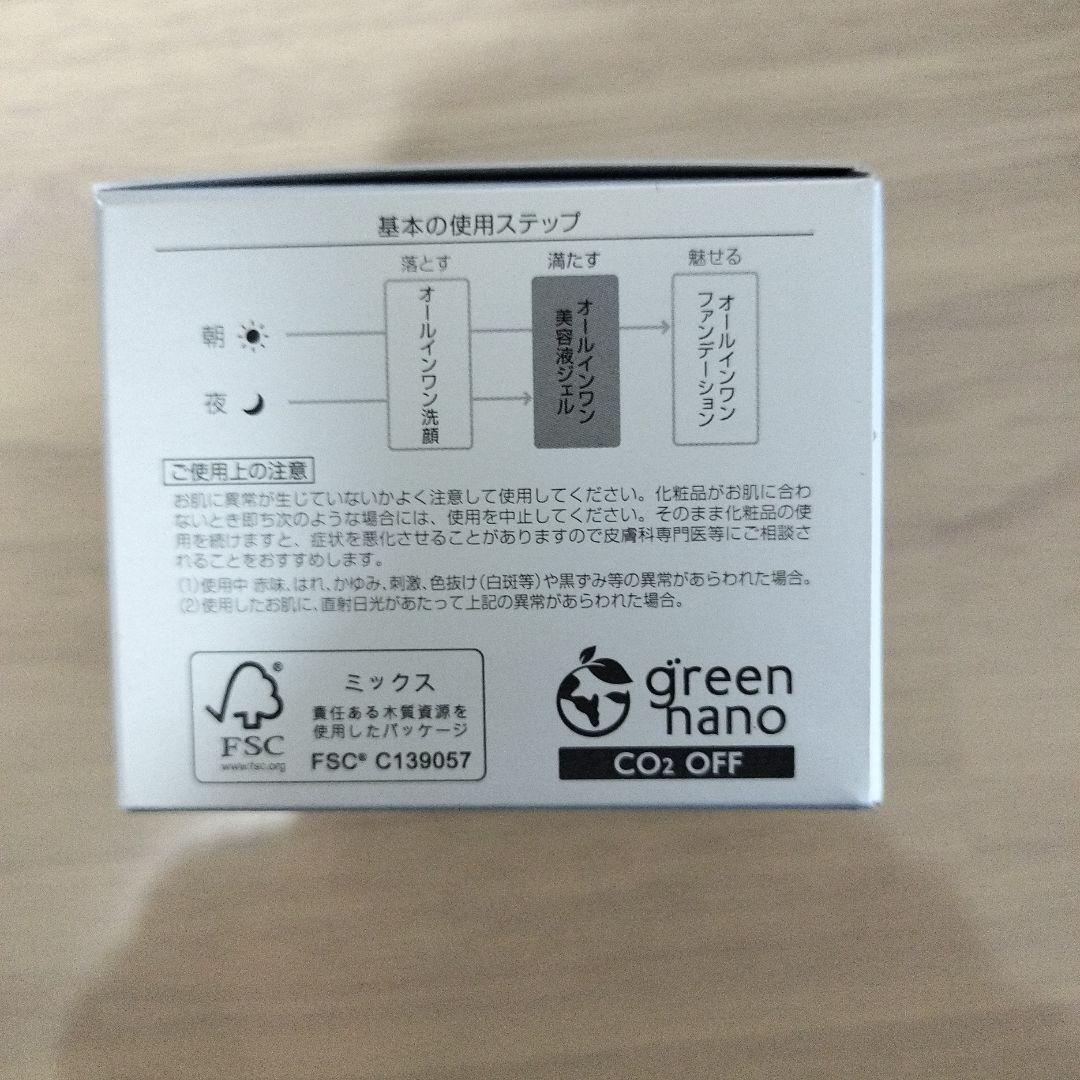 基本の使用ステップ
落とす
満たす
魅せる
朝
夜
オールインワン洗顔
オールインワン
美容液ジェル
オールインワン
ファンデーション
ご使用上の注意
お肌に異常が生じていないかよく注意して使用してください。化粧品がお肌に合わ
ないとき即ち次のような場合には、使用を中止してください。そのまま化粧品の使
用を続けますと、症状を悪化させることがありますので皮膚科専門医等にご相談さ
れることをおすすめします。
(1)使用中 赤味、はれ、かゆみ、刺激、色抜け(白斑等)や黒ずみ等の異常があらわれた場合。
(2)使用したお肌に、直射日光があたって上記の異常があらわれた場合。
®
FSC
www.fsc.org
ミックス
責任ある木質資源を
使用したパッケージ
FSC® C139057
green
nano
CO2 OFF